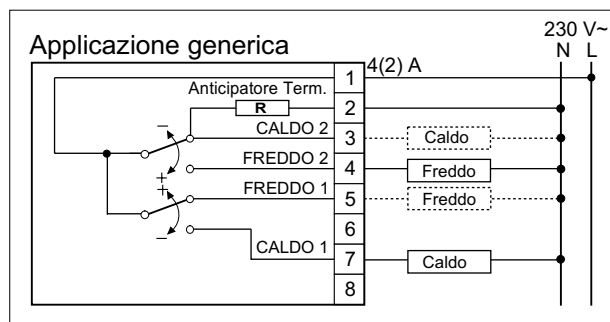 Applicazione generica
230 V~
N L
4(2) A
1
Anticipatore Term.
R
2
CALDO 2
3
Caldo
−
FREDDO 2
4
Freddo
+
+
FREDDO 1
5
Freddo
6
−
CALDO 1
7
Caldo
8